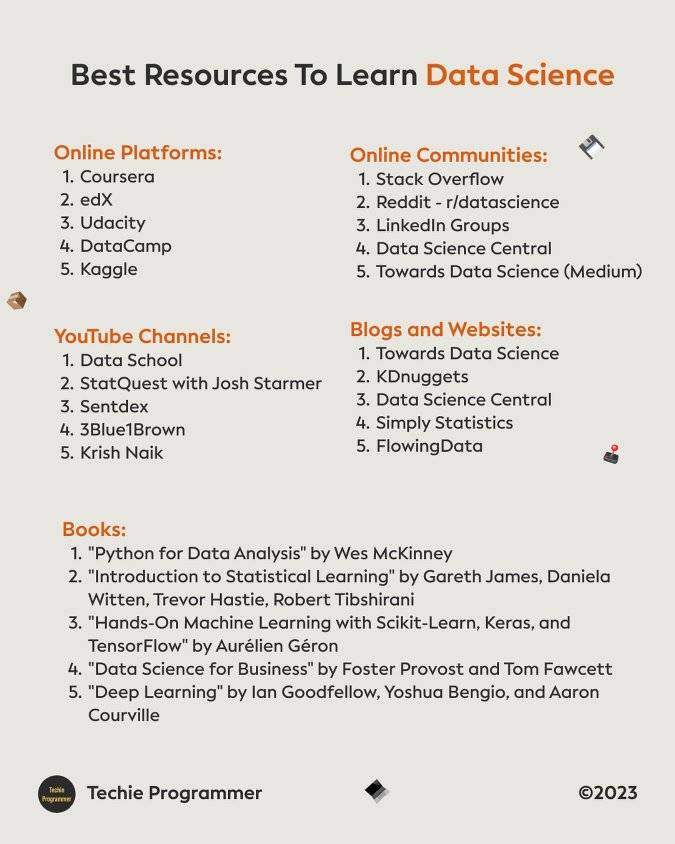 Best Resources To Learn Data Science
Online Platforms:
1. Coursera
2. edX
3. Udacity
4. DataCamp
5. Kaggle
Online Communities:
1. Stack Overflow
2. Reddit - r/datascience
3. LinkedIn Groups
4. Data Science Central
5. Towards Data Science (Medium)
YouTube Channels:
1. Data School
2. StatQuest with Josh Starmer
3. Sentdex
4. 3Blue1Brown
5. Krish Naik
Blogs and Websites:
1. Towards Data Science
2. KDnuggets
3. Data Science Central
4. Simply Statistics
5. FlowingData
Books:
1. "Python for Data Analysis" by Wes McKinney
2. "Introduction to Statistical Learning" by Gareth James, Daniela
Witten, Trevor Hastie, Robert Tibshirani
3. "Hands-On Machine Learning with Scikit-Learn, Keras, and
TensorFlow" by Aurélien Géron
4. "Data Science for Business" by Foster Provost and Tom Fawcett
5. "Deep Learning" by Ian Goodfellow, Yoshua Bengio, and Aaron
Courville
Techie
Programmer
Techie Programmer
©2023